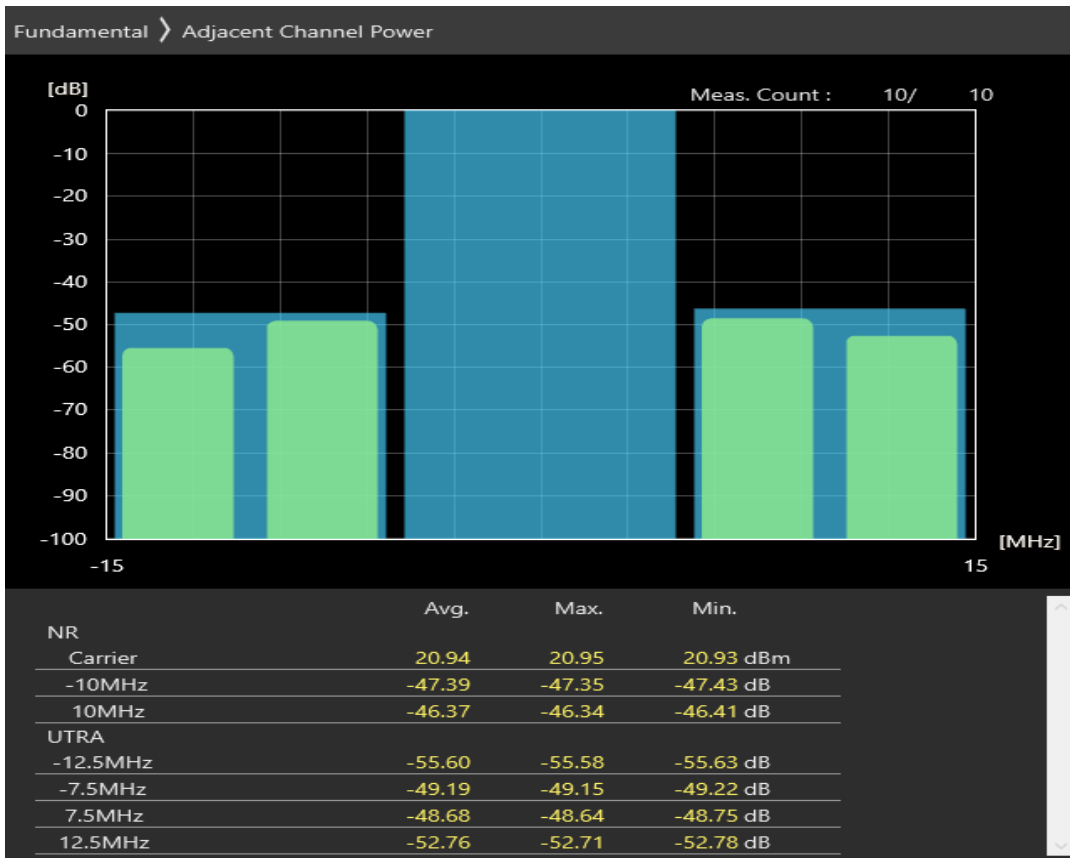 Fundamental ❯ Adjacent Channel Power
[dB]
Meas. Count : 10/ 10
0
-10
-20
-30
-40
-50
-60
-70
-80
-90
-100
[MHz]
-15 15
Avg. Max. Min.
NR
Carrier 20.94 20.95 20.93 dBm
-10MHz -47.39 -47.35 -47.43 dB
10MHz -46.37 -46.34 -46.41 dB
UTRA
-12.5MHz -55.60 -55.58 -55.63 dB
-7.5MHz -49.19 -49.15 -49.22 dB
7.5MHz -48.68 -48.64 -48.75 dB
12.5MHz -52.76 -52.71 -52.78 dB